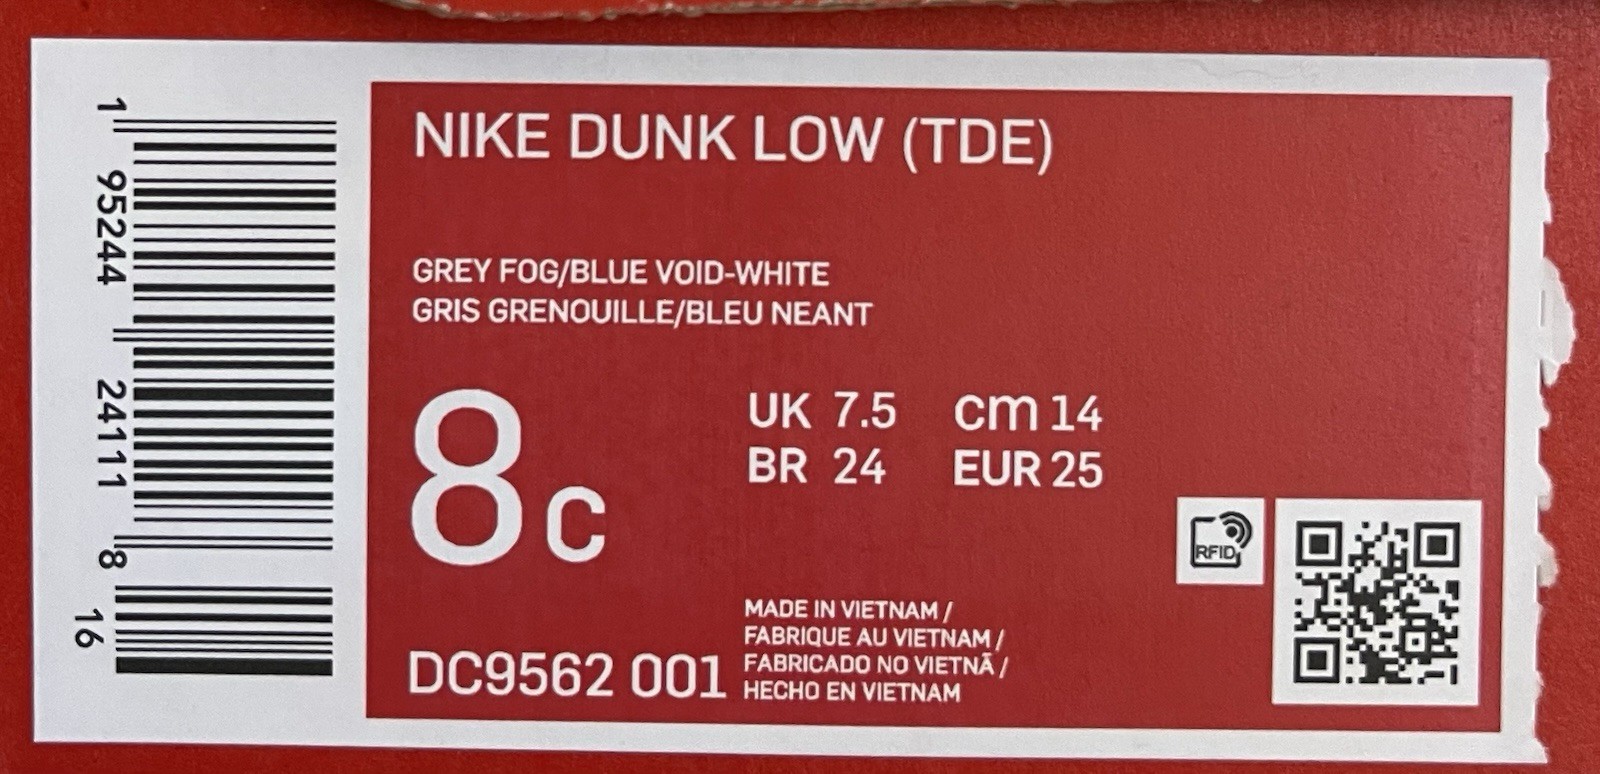 1 95244 24111 8
16
NIKE DUNK LOW (TDE)
GREY FOG/BLUE VOID-WHITE
GRIS GRENOUILLE/BLEU NEANT
8C
UK 7.5 cm 14
BR 24 EUR 25
RFID
DC9562 001
MADE IN VIETNAM /
FABRIQUE AU VIETNAM /
FABRICADO NO VIETNÃ /
HECHO EN VIETNAM